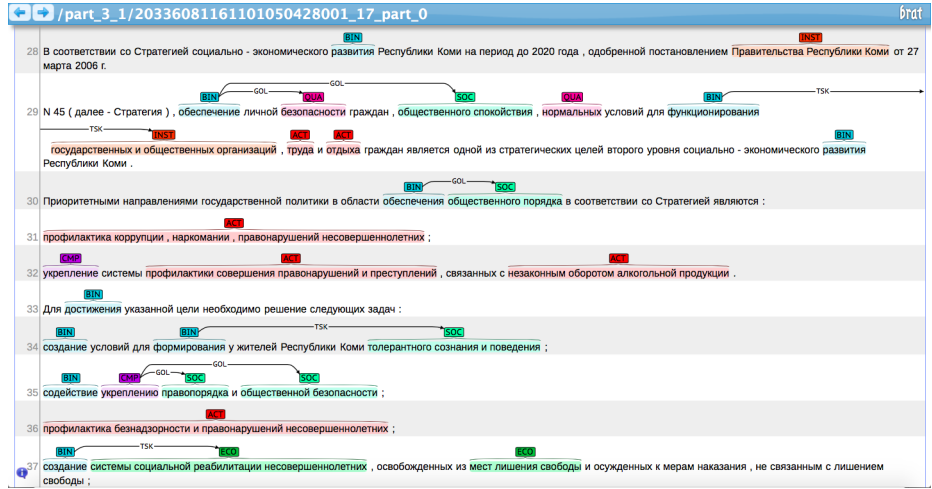 /part_3_1/20336081161101050428001_17_part_0
brat
BIN INST
28 В соответствии со Стратегией социально - экономического развития Республики Коми на период до 2020 года , одобренной постановлением Правительства Республики Коми от 27
марта 2006 г.
GOL
BIN GOL QUA SOC QUA BIN TSK
29 N 45 ( далее - Стратегия ) , обеспечение личной безопасности граждан , общественного спокойствия , нормальных условий для функционирования
TSK INST ACT ACT BIN
государственных и общественных организаций , труда и отдыха граждан является одной из стратегических целей второго уровня социально - экономического развития
Республики Коми .
BIN GOL SOC
30 Приоритетными направлениями государственной политики в области обеспечения общественного порядка в соответствии со Стратегией являются :
ACT
31 профилактика коррупции , наркомании , правонарушений несовершеннолетних ;
CMP ACT ACT
32 укрепление системы профилактики совершения правонарушений и преступлений , связанных с незаконным оборотом алкогольной продукции .
BIN
33 Для достижения указанной цели необходимо решение следующих задач :
BIN BIN TSK SOC
34 создание условий для формирования у жителей Республики Коми толерантного сознания и поведения ;
GOL
BIN CMP GOL SOC SOC
35 содействие укреплению правопорядка и общественной безопасности ;
ACT
36 профилактика безнадзорности и правонарушений несовершеннолетних ;
BIN TSK ECO ECO
37 создание системы социальной реабилитации несовершеннолетних , освобожденных из мест лишения свободы и осужденных к мерам наказания , не связанным с лишением
свободы ;